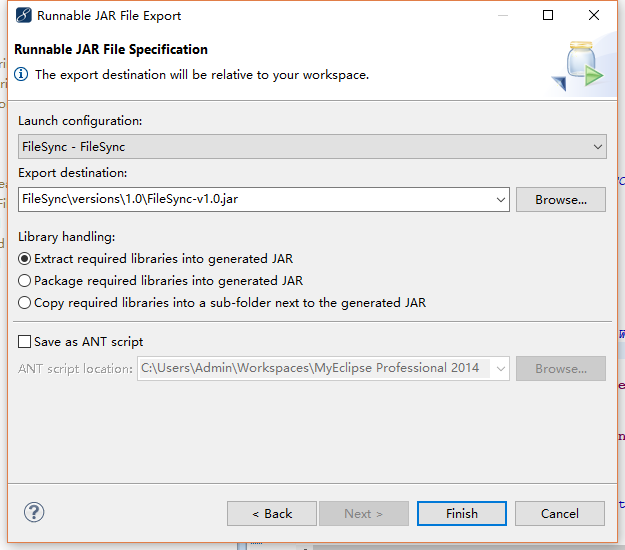 Runnable JAR File Export
Runnable JAR File Specification
The export destination will be relative to your workspace.
Launch configuration:
FileSync - FileSync
Export destination:
FileSync\versions\1.0\FileSync-v1.0.jar
Browse...
Library handling:
Extract required libraries into generated JAR
Package required libraries into generated JAR
Copy required libraries into a sub-folder next to the generated JAR
Save as ANT script
ANT script location:
C:\Users\Admin\Workspaces\MyEclipse Professional 2014
Browse...
?
< Back
Next >
Finish
Cancel